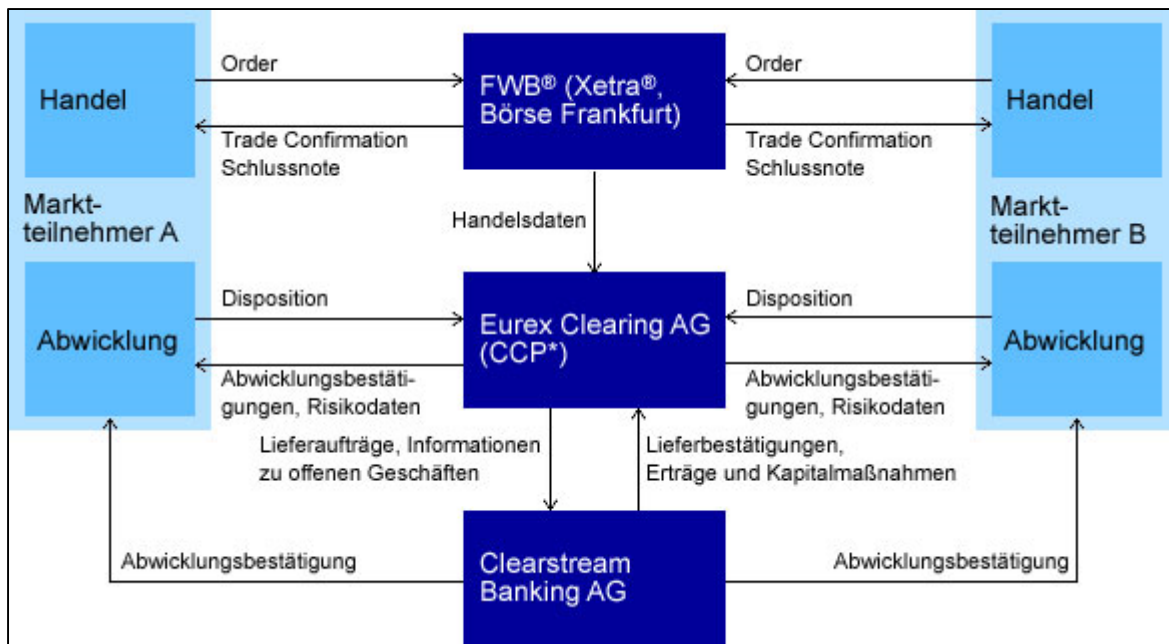 Handel
Markt-
teilnehmer A
Abwicklung
Order
Trade Confirmation
Schlussnote
FWB® (Xetra®,
Börse Frankfurt)
Order
Trade Confirmation
Schlussnote
Handel
Markt-
teilnehmer B
Abwicklung
Handelsdaten
Disposition
Abwicklungsbestäti-
gungen, Risikodaten
Eurex Clearing AG
(CCP*)
Disposition
Abwicklungsbestäti-
gungen, Risikodaten
Lieferaufträge, Informationen
zu offenen Geschäften
Lieferbestätigungen,
Erträge und Kapitalmaßnahmen
Abwicklungsbestätigung
Clearstream
Banking AG
Abwicklungsbestätigung